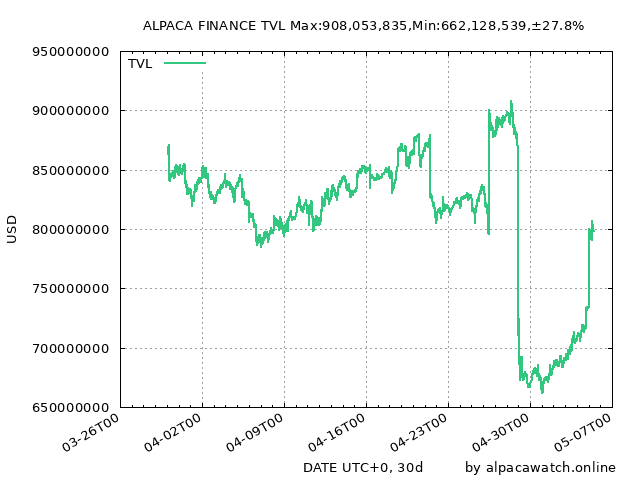 ALPACA FINANCE TVL Max:908,053,835,Min:662,128,539,±27.8%
950000000
TVL
900000000
850000000
800000000
USD
750000000
700000000
650000000
03-26T00 04-02T00 04-09T00 04-16T00 04-23T00 04-30T00 05-07T00
DATE UTC+0, 30d by alpacawatch.online